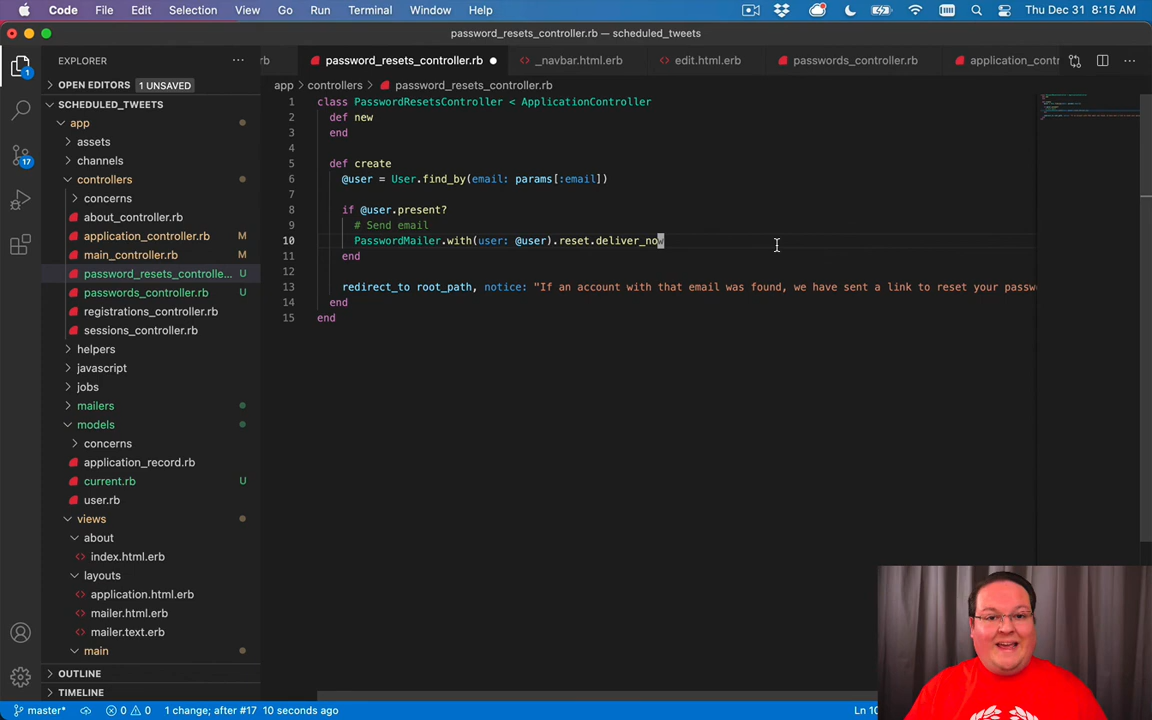 Code File Edit Selection View Go Run Terminal Window Help Thu Dec 31 8:15 AM
password_resets_controller.rb — scheduled_tweets
EXPLORER
rb password_resets_controller.rb _navbar.html.erb edit.html.erb passwords_controller.rb application_contr
OPEN EDITORS 1 UNSAVED
app > controllers > password_resets_controller.rb
SCHEDULED_TWEETS
app
assets
channels
controllers
concerns
about_controller.rb
application_controller.rb M
main_controller.rb M
password_resets_controlle... U
passwords_controller.rb U
registrations_controller.rb
sessions_controller.rb
helpers
javascript
jobs
mailers
models
concerns
application_record.rb
current.rb U
user.rb
views
about
index.html.erb
layouts
application.html.erb
mailer.html.erb
mailer.text.erb
main
OUTLINE
TIMELINE
1
17
1 class PasswordResetsController < ApplicationController
2 def new
3 end
4
5 def create
6 @user = User.find_by(email: params[:email])
7
8 if @user.present?
9 # Send email
10 PasswordMailer.with(user: @user).reset.deliver_now
11 end
12
13 redirect_to root_path, notice: "If an account with that email was found, we have sent a link to reset your passw
14 end
15 end
master* 0 0 1 change; after #17 10 seconds ago Ln 10